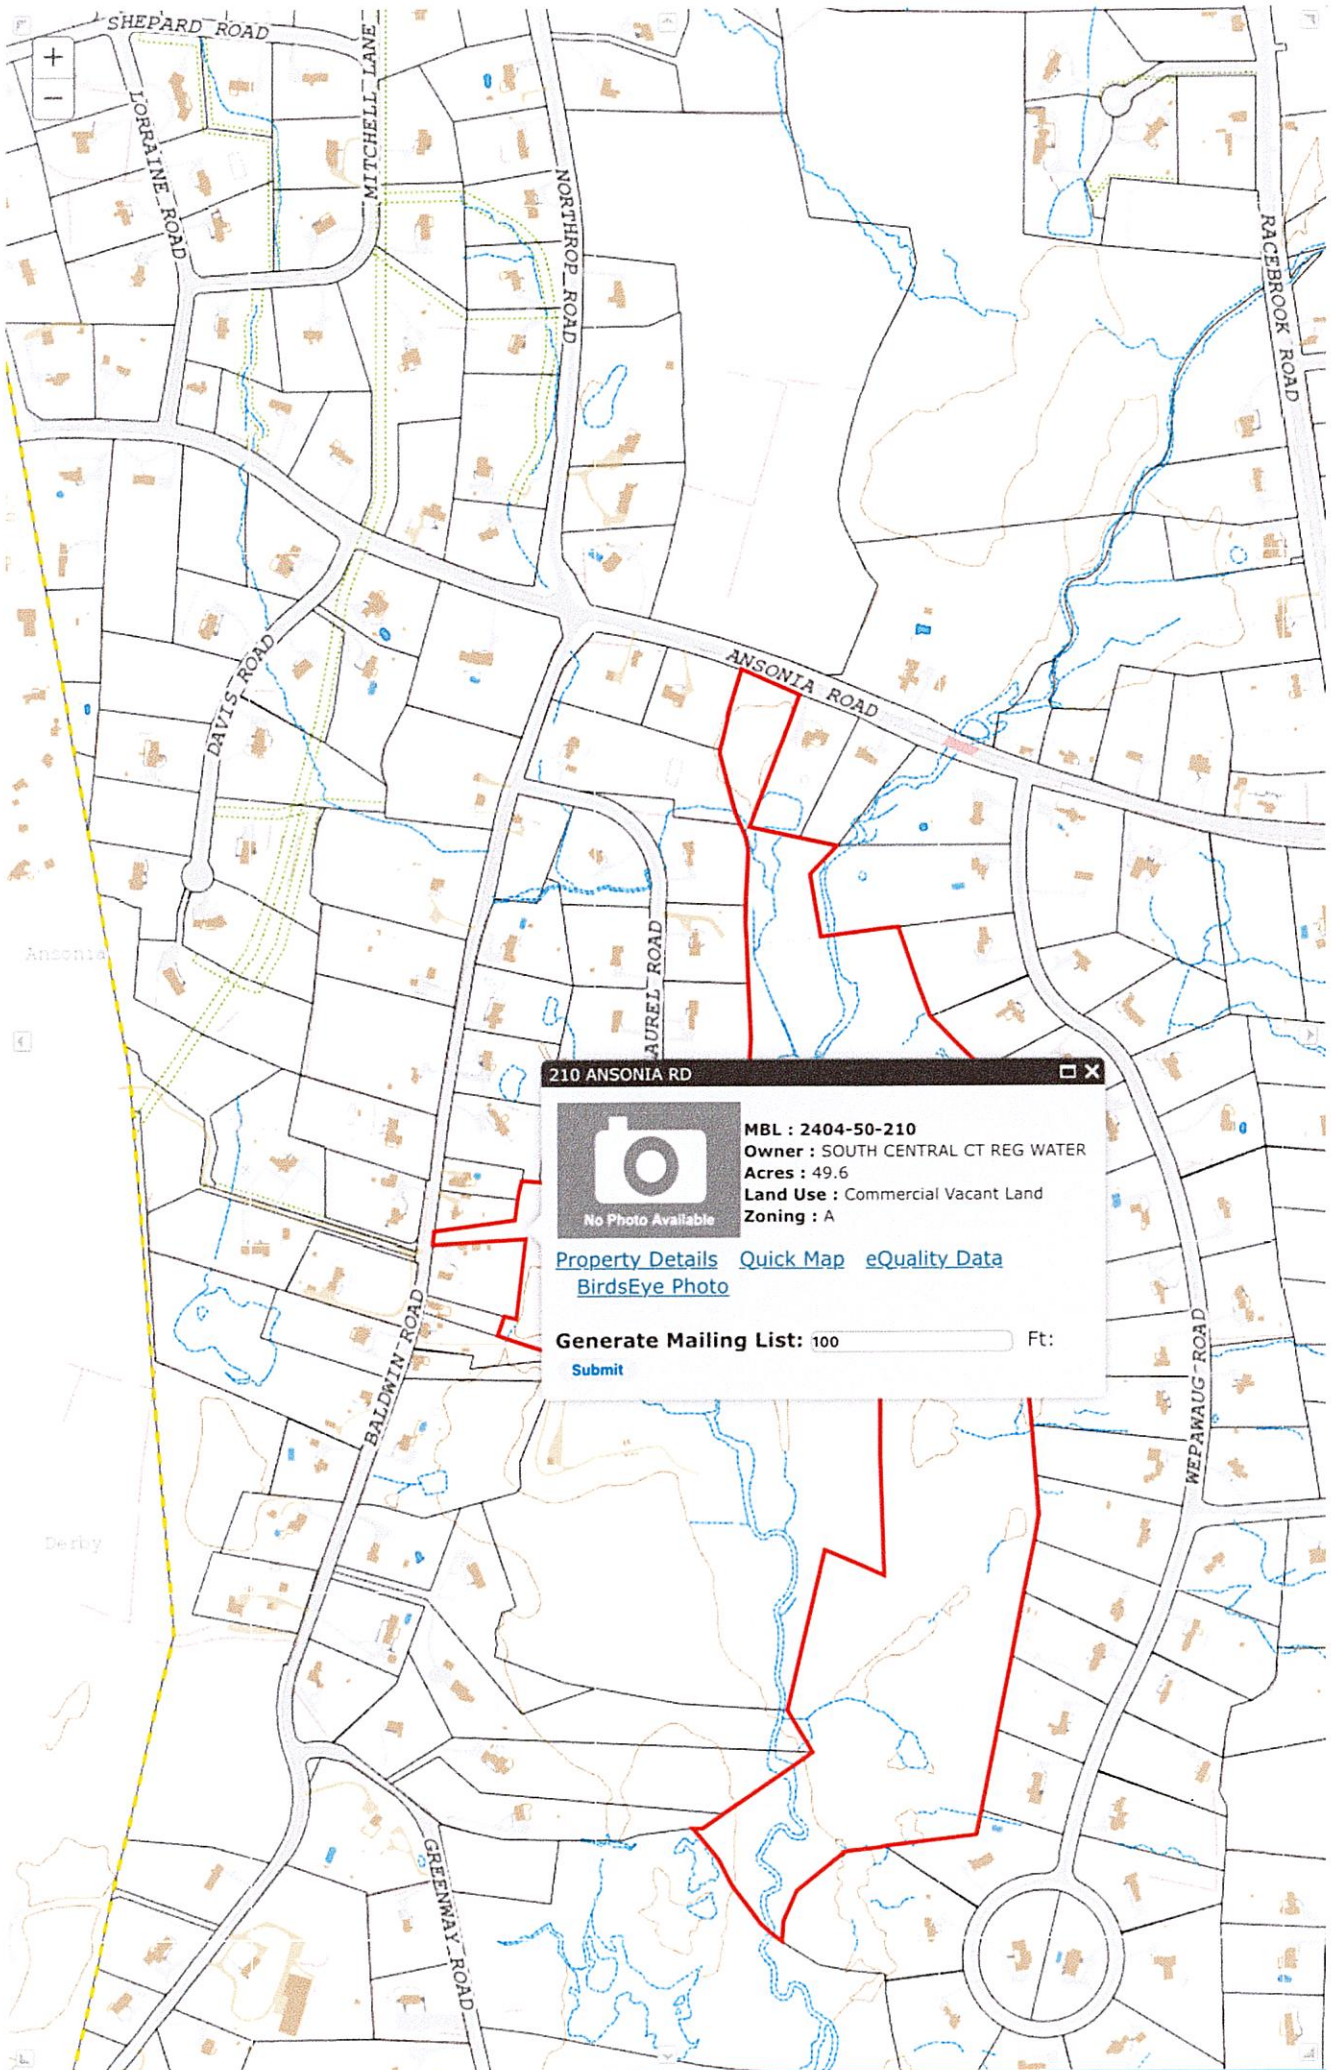 SHEPARD ROAD
+
−
LORRAINE ROAD
MITCHELL LANE
NORTHROP ROAD
RACEBROOK ROAD
ANSONIA ROAD
DAVIS ROAD
Ansonia
LAUREL ROAD
210 ANSONIA RD
No Photo Available
MBL : 2404-50-210
Owner : SOUTH CENTRAL CT REG WATER
Acres : 49.6
Land Use : Commercial Vacant Land
Zoning : A
Property Details Quick Map eQuality Data
BirdsEye Photo
Generate Mailing List: 100 Ft:
Submit
BALDWIN ROAD
WEPAWAUG ROAD
Derby
GREENWAY ROAD